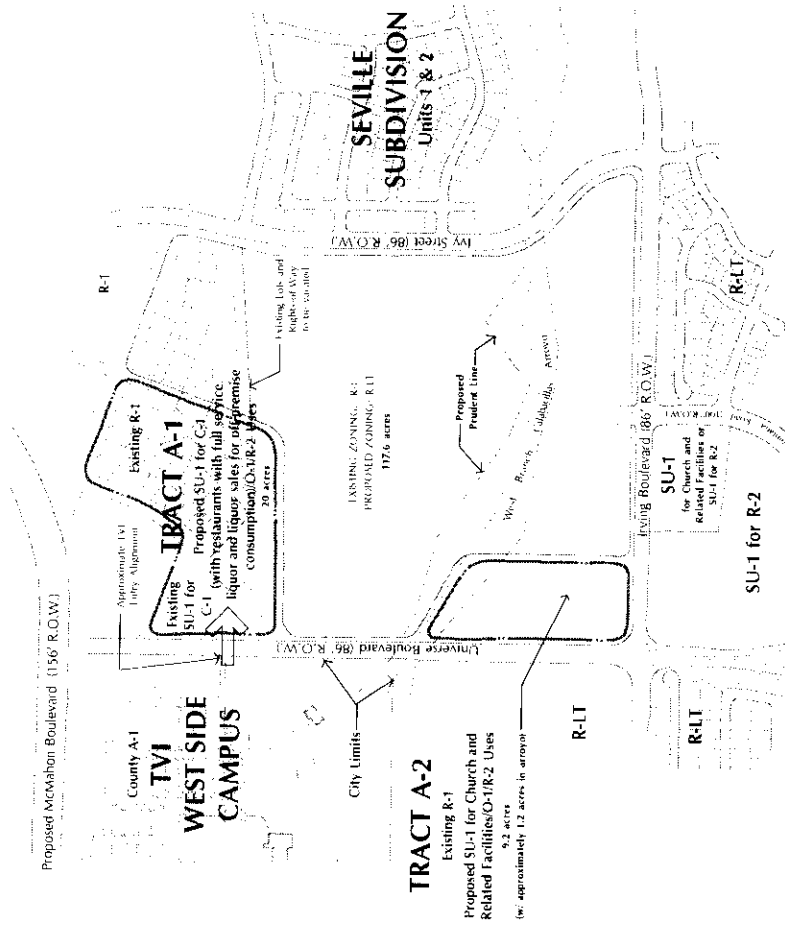 Proposed McMahon Boulevard (156' R.O.W.)
County A-1
TVI
WEST SIDE
CAMPUS
Approximate TVI
Entry Alignment
Existing
SU-1 for
C-1
Existing R-1
TRACT A-1
Proposed SU-1 for C-1
(with restaurants with full service
liquor and liquor sales for off-premise
consumption)/O-1/R-2 Uses
20 acres
R-1
Existing Lots and
Rights-of-Way
to be vacated
Ivy Street (86' R.O.W.)
SEVILLE
SUBDIVISION
Units 1 & 2
EXISTING ZONING: R-1
PROPOSED ZONING: R-LT
117.6 acres
Proposed
Prudent Line
West Branch Calabacillas Arroyo
City Limits
Universe Boulevard (86' R.O.W.)
TRACT A-2
Existing R-1
Proposed SU-1 for Church and
Related Facilities/O-1/R-2 Uses
9.2 acres
(w/ approximately 1.2 acres in arroyo)
Irving Boulevard (86' R.O.W.)
R-LT
R-LT
SU-1
for Church and
Related Facilities or
SU-1 for R-2
SU-1 for R-2
Road (106' R.O.W.)
R-LT